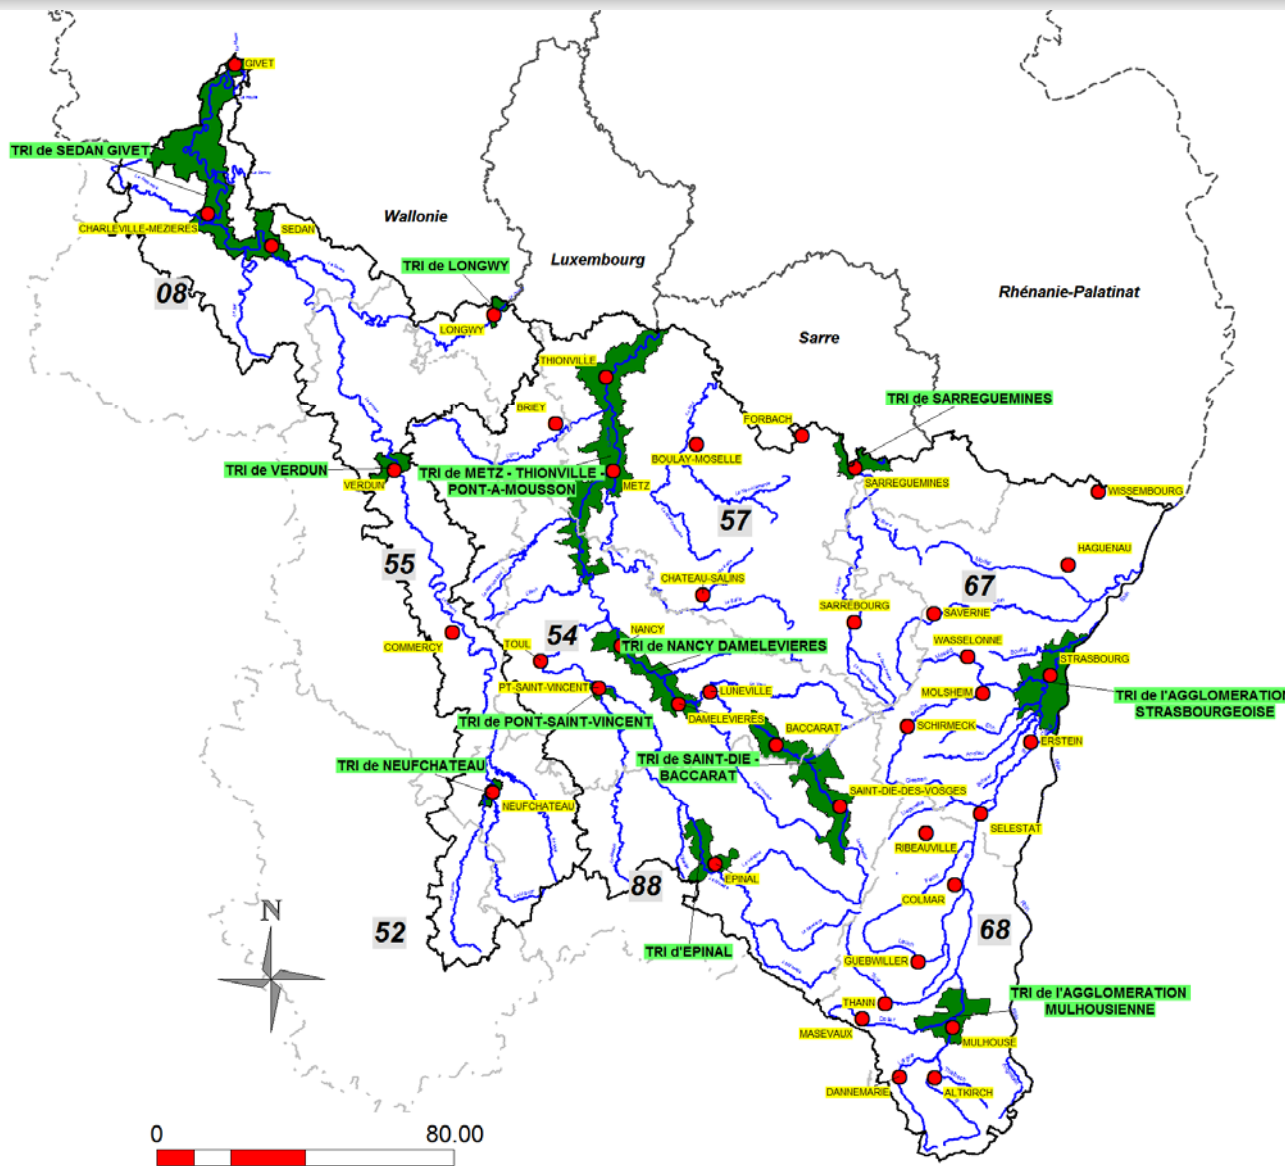 GIVET
TRI de SEDAN GIVET
CHARLEVILLE-MEZIERES
SEDAN
Wallonie
Luxembourg
TRI de LONGWY
08
Rhénanie-Palatinat
LONGWY
Sarre
THIONVILLE
TRI de SARREGUEMINES
BRIEY
FORBACH
BOULAY-MOSELLE
TRI de VERDUN
VERDUN
TRI de METZ - THIONVILLE -
PONT-A-MOUSSON
METZ
SARREGUEMINES
WISSEMBOURG
57
HAGUENAU
55
CHATEAU-SALINS
67
SARREBOURG
SAVERNE
COMMERCY
54
TOUL
NANCY
TRI de NANCY DAMELEVIERES
WASSELONNE
STRASBOURG
PT-SAINT-VINCENT
LUNEVILLE
MOLSHEIM
TRI de l'AGGLOMERATION
STRASBOURGEOISE
TRI de PONT-SAINT-VINCENT
DAMELEVIERES
BACCARAT
SCHIRMECK
ERSTEIN
TRI de NEUFCHATEAU
TRI de SAINT-DIE -
BACCARAT
NEUFCHATEAU
SAINT-DIE-DES-VOSGES
SELESTAT
RIBEAUVILLE
EPINAL
88
COLMAR
N
52
68
TRI d'EPINAL
GUEBWILLER
THANN
TRI de l'AGGLOMERATION
MULHOUSIENNE
MASEVAUX
MULHOUSE
DANNEMARIE
ALTKIRCH
0
80.00